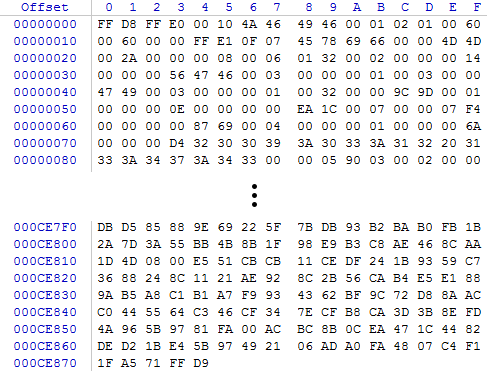 Offset 0 1 2 3 4 5 6 7 8 9 A B C D E F
00000000 FF D8 FF E0 00 10 4A 46 49 46 00 01 02 01 00 60
00000010 00 60 00 00 FF E1 0F 07 45 78 69 66 00 00 4D 4D
00000020 00 2A 00 00 00 08 00 06 01 32 00 02 00 00 00 14
00000030 00 00 00 56 47 46 00 03 00 00 00 01 00 03 00 00
00000040 47 49 00 03 00 00 00 01 00 32 00 00 9C 9D 00 01
00000050 00 00 00 0E 00 00 00 00 EA 1C 00 07 00 00 07 F4
00000060 00 00 00 00 87 69 00 04 00 00 00 01 00 00 00 6A
00000070 00 00 00 D4 32 30 30 39 3A 30 33 3A 31 32 20 31
00000080 33 3A 34 37 3A 34 33 00 00 05 90 03 00 02 00 00
000CE7F0 DB D5 85 88 9E 69 22 5F 7B DB 93 B2 BA B0 FB 1B
000CE800 2A 7D 3A 55 BB 4B 8B 1F 98 E9 B3 C8 AE 46 8C AA
000CE810 1D 4D 08 00 E5 51 CB CB 11 CE DF 24 1B 93 59 C7
000CE820 36 88 24 8C 11 21 AE 92 8C 2B 56 CA B4 E5 E1 88
000CE830 9A B5 A8 C1 B1 A7 F9 93 43 62 BF 9C 72 D8 8A AC
000CE840 C0 44 55 64 C3 46 CF 34 7E CF B8 CA 3D 3B 8E FD
000CE850 4A 96 5B 97 81 FA 00 AC BC 8B 0C EA 47 1C 44 82
000CE860 DE D2 1B E4 5B 97 49 21 06 AD A0 FA 48 07 C4 F1
000CE870 1F A5 71 FF D9